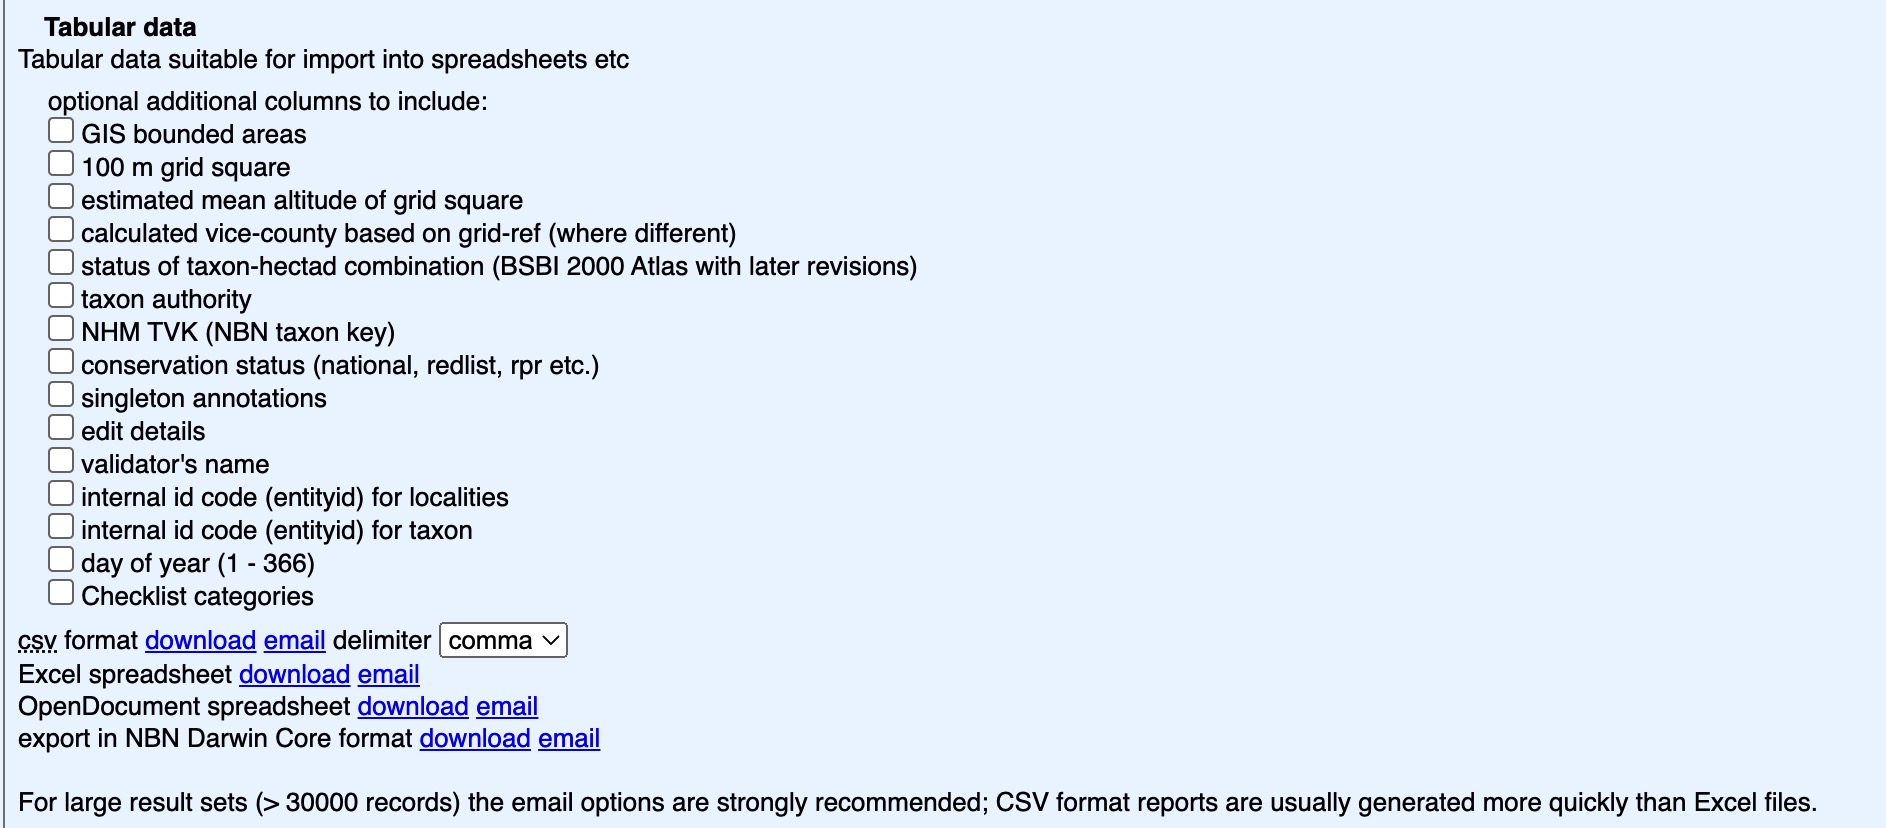 Tabular data
Tabular data suitable for import into spreadsheets etc
optional additional columns to include:
GIS bounded areas
100 m grid square
estimated mean altitude of grid square
calculated vice-county based on grid-ref (where different)
status of taxon-hectad combination (BSBI 2000 Atlas with later revisions)
taxon authority
NHM TVK (NBN taxon key)
conservation status (national, redlist, rpr etc.)
singleton annotations
edit details
validator's name
internal id code (entityid) for localities
internal id code (entityid) for taxon
day of year (1 - 366)
Checklist categories
csv format download email delimiter comma
Excel spreadsheet download email
OpenDocument spreadsheet download email
export in NBN Darwin Core format download email
For large result sets (> 30000 records) the email options are strongly recommended; CSV format reports are usually generated more quickly than Excel files.